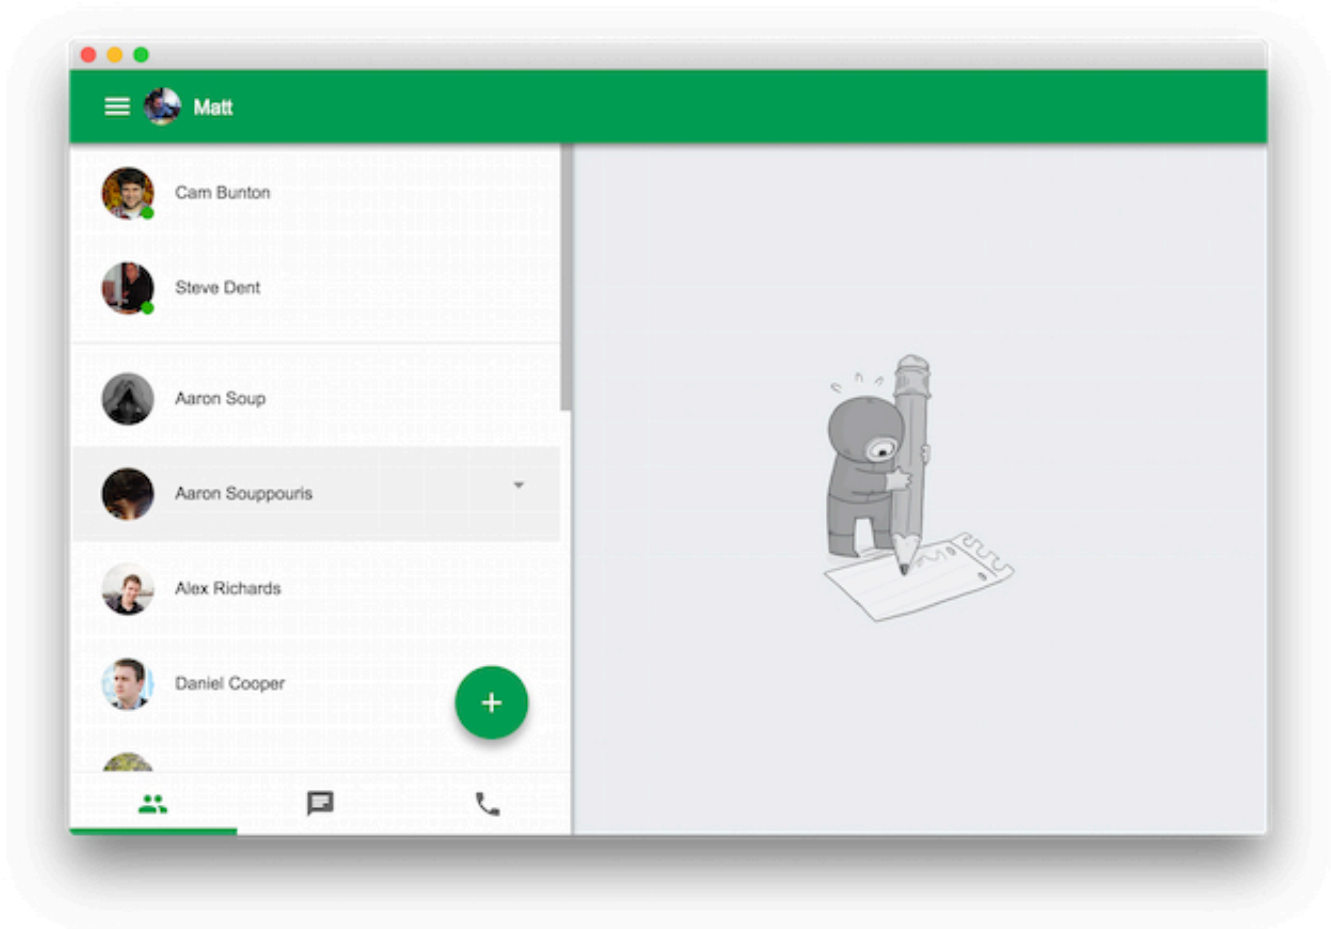 Matt
Cam Bunton
Steve Dent
Aaron Soup
Aaron Souppouris
Alex Richards
Daniel Cooper